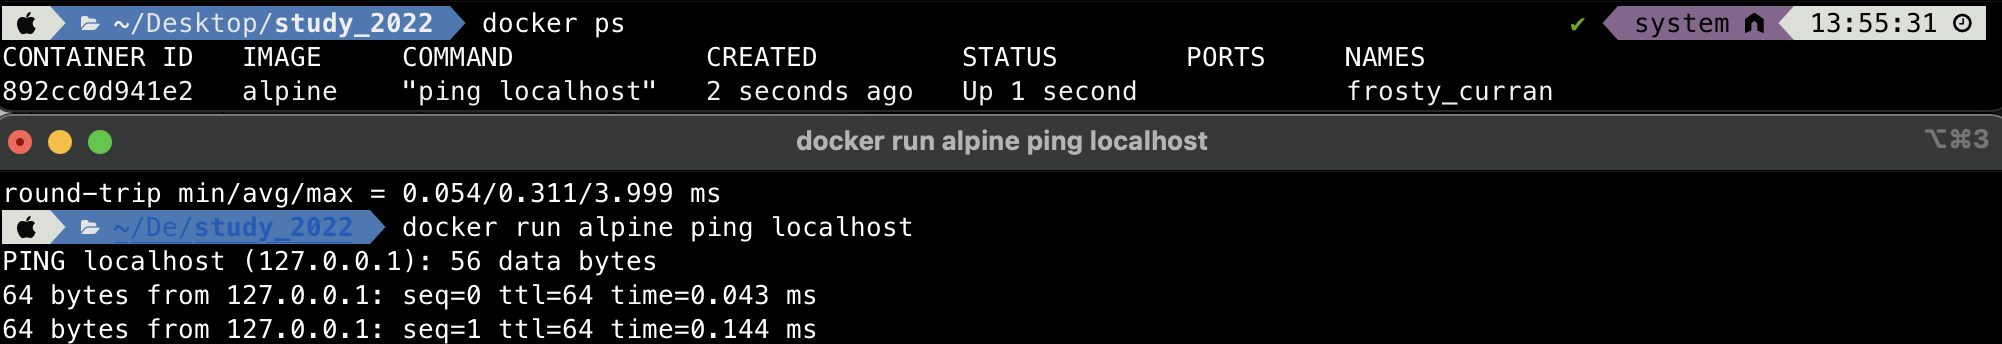 ~/Desktop/study_2022 docker ps ✔ system 13:55:31
CONTAINER ID IMAGE COMMAND CREATED STATUS PORTS NAMES
892cc0d941e2 alpine "ping localhost" 2 seconds ago Up 1 second frosty_curran
docker run alpine ping localhost ⌥⌘3
round-trip min/avg/max = 0.054/0.311/3.999 ms
~/De/study_2022 docker run alpine ping localhost
PING localhost (127.0.0.1): 56 data bytes
64 bytes from 127.0.0.1: seq=0 ttl=64 time=0.043 ms
64 bytes from 127.0.0.1: seq=1 ttl=64 time=0.144 ms